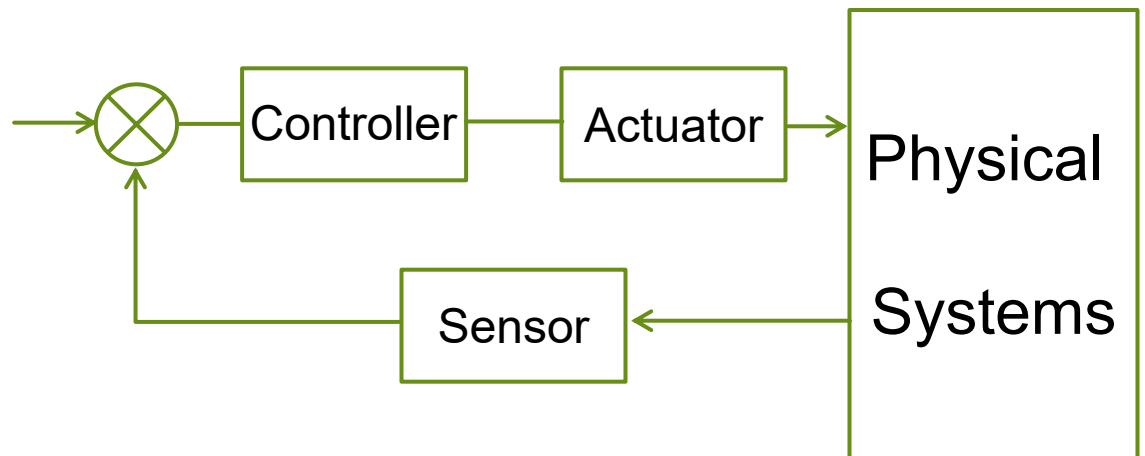 Controller
Actuator
Physical
Systems
Sensor